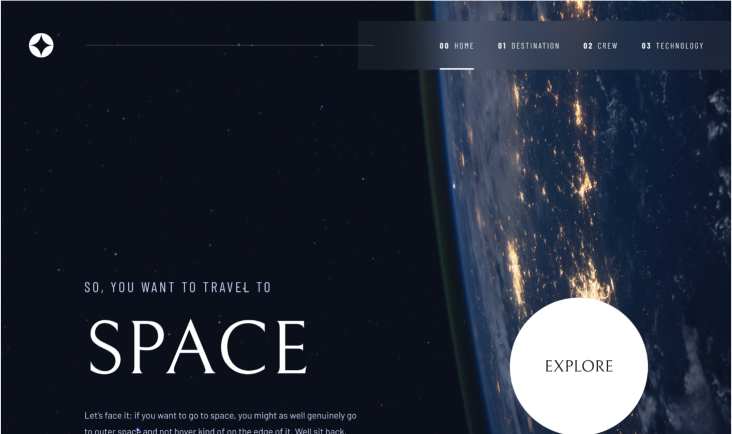 00 HOME 01 DESTINATION 02 CREW 03 TECHNOLOGY
SO, YOU WANT TO TRAVEL TO
SPACE
EXPLORE
Let's face it; if you want to go to space, you might as well genuinely go
to outer space and not hover kind of on the edge of it. Well sit back,